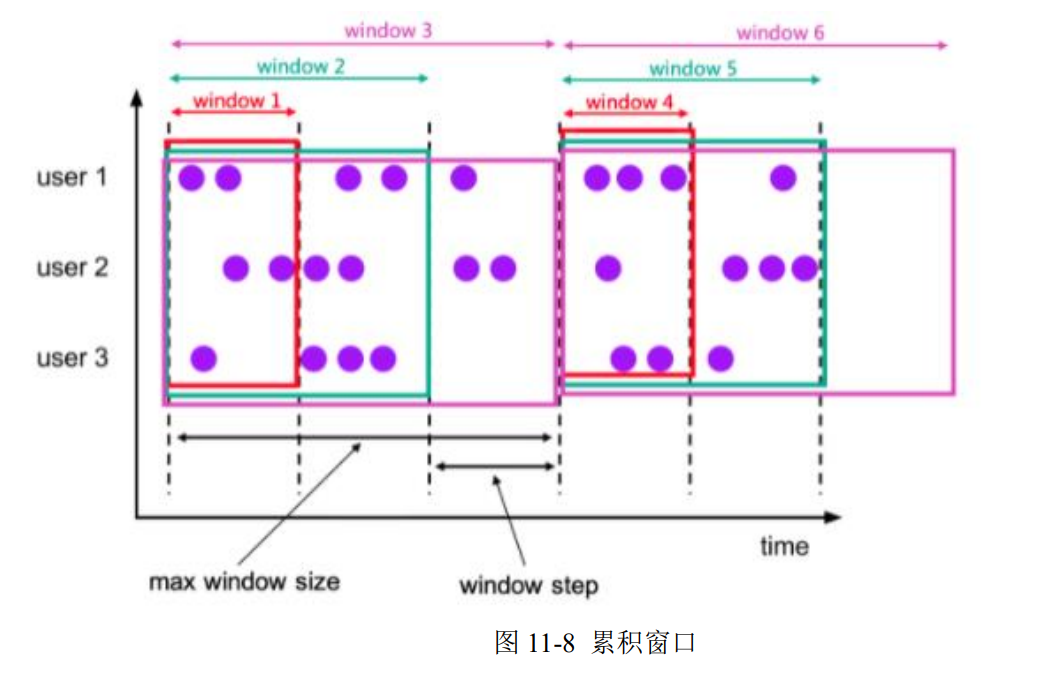 window 3
window 6
window 2
window 5
window 1
window 4
user 1
user 2
user 3
time
max window size
window step
图 11-8 累积窗口